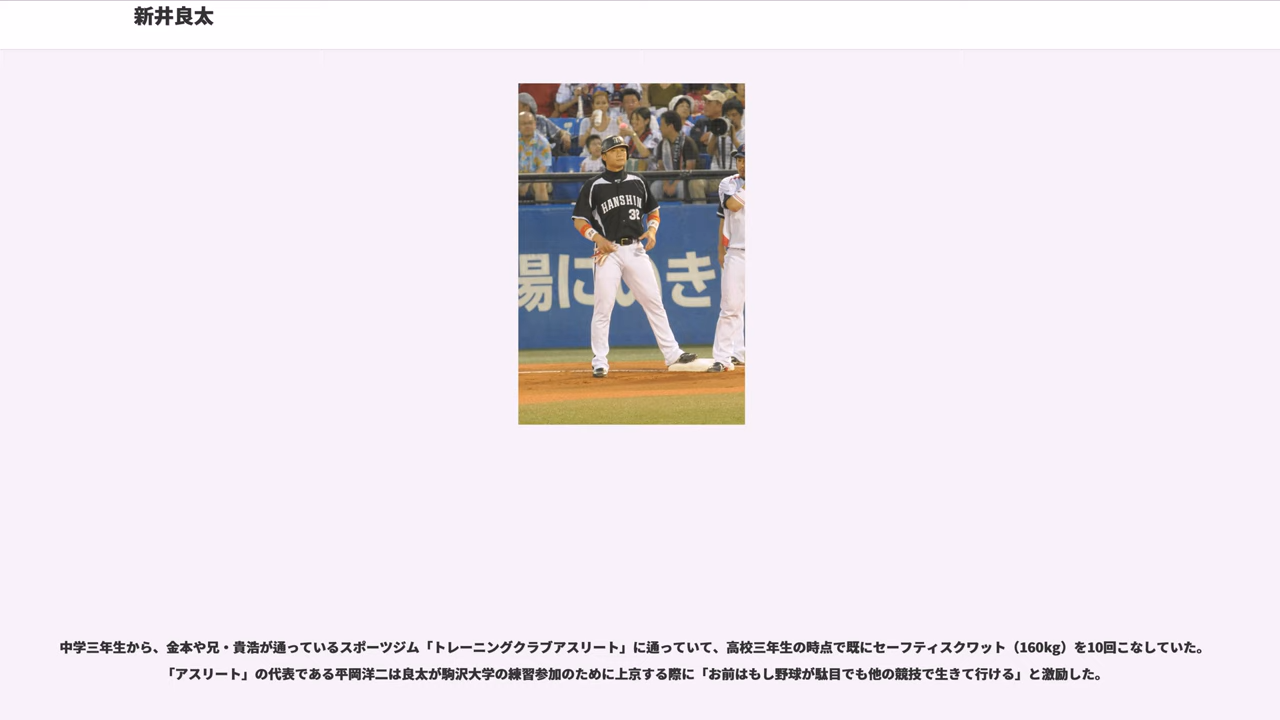 新井良太
HANSHIN
32
場に
き
中学三年生から、金本や兄・貴浩が通っているスポーツジム「トレーニングクラブアスリート」に通っていて、高校三年生の時点で既にセーフティスクワット（160kg）を10回こなしていた。
「アスリート」の代表である平岡洋二は良太が駒沢大学の練習参加のために上京する際に「お前はもし野球が駄目でも他の競技で生きて行ける」と激励した。